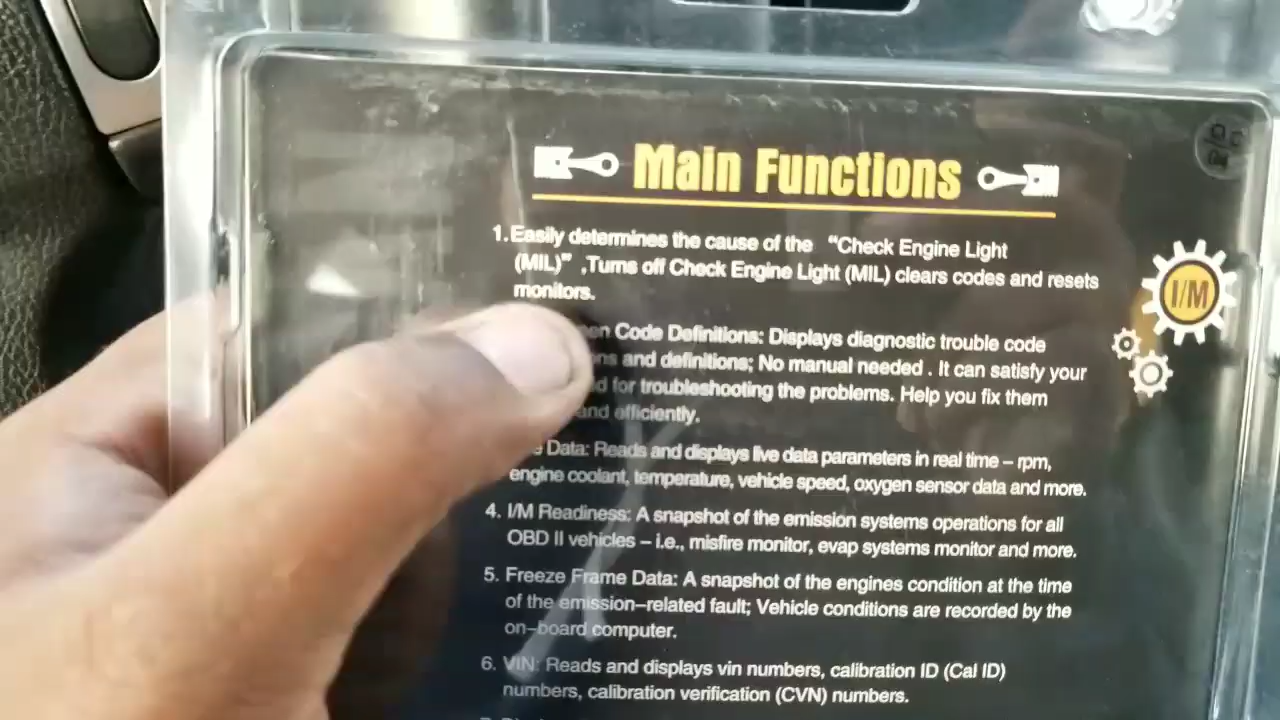 Main Functions
1. Easily determines the cause of the "Check Engine Light
(MIL)" ,Turns off Check Engine Light (MIL) clears codes and resets
monitors.
Code Definitions: Displays diagnostic trouble code
and definitions; No manual needed . It can satisfy your
for troubleshooting the problems. Help you fix them
and efficiently.
Data: Reads and displays live data parameters in real time – rpm,
engine coolant, temperature, vehicle speed, oxygen sensor data and more.
4. I/M Readiness: A snapshot of the emission systems operations for all
OBD II vehicles – i.e., misfire monitor, evap systems monitor and more.
5. Freeze Frame Data: A snapshot of the engines condition at the time
of the emission–related fault; Vehicle conditions are recorded by the
on–board computer.
6. VIN: Reads and displays vin numbers, calibration ID (Cal ID)
numbers, calibration verification (CVN) numbers.
I/M